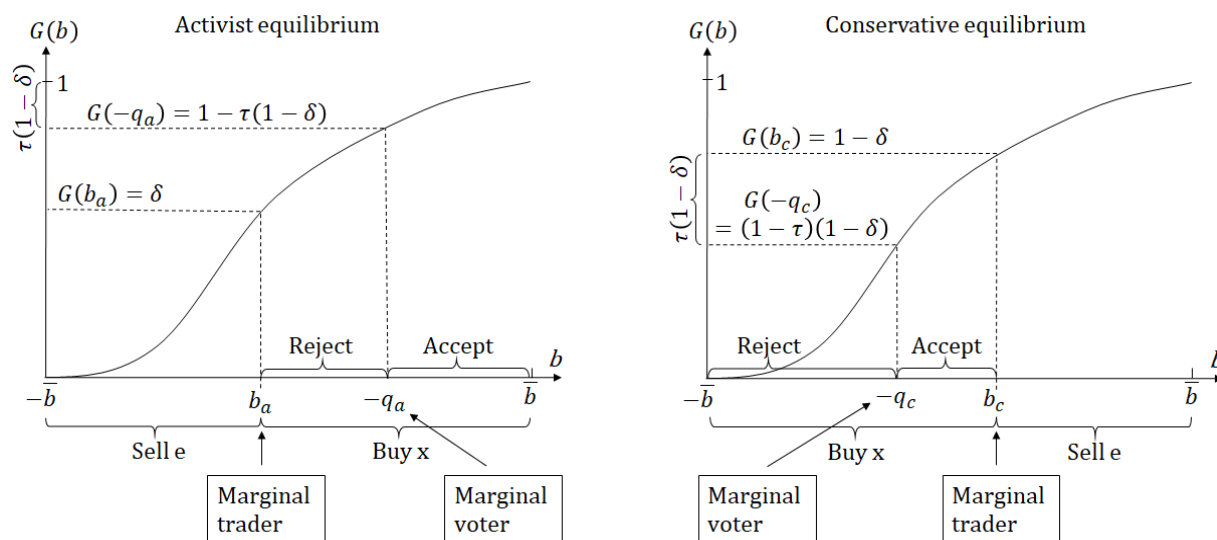 Activist equilibrium
G(b)
1
τ(1 − δ)
G(−q_a) = 1 − τ(1 − δ)
G(b_a) = δ
Reject
Accept
b
−b̅
b_a
−q_a
b̅
Sell e
Buy x
Marginal
trader
Marginal
voter
Conservative equilibrium
G(b)
1
G(b_c) = 1 − δ
τ(1 − δ)
G(−q_c)
= (1 − τ)(1 − δ)
Reject
Accept
b
−b̅
−q_c
b_c
b̅
Buy x
Sell e
Marginal
voter
Marginal
trader